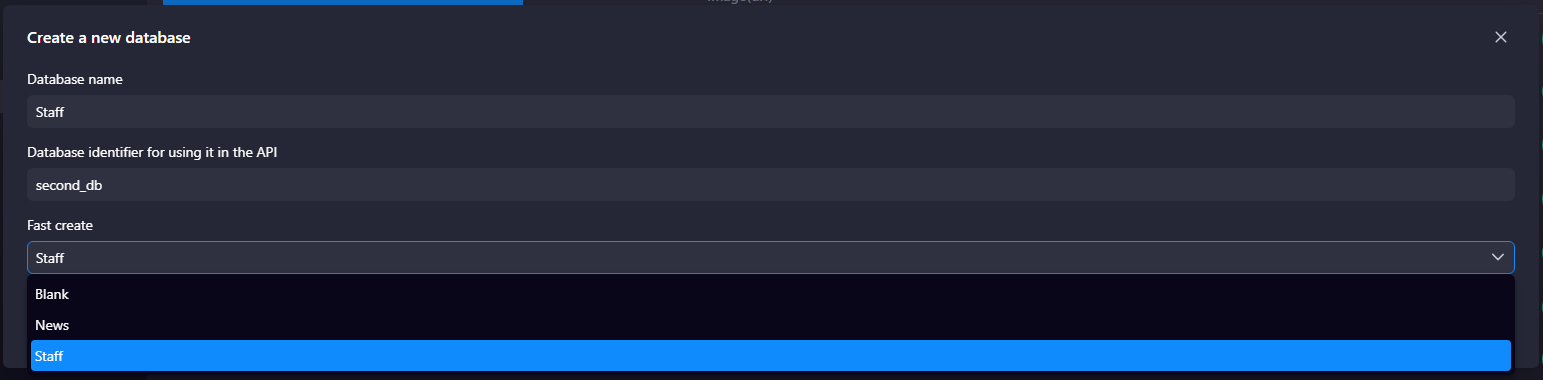 Create a new database
Database name
Staff
Database identifier for using it in the API
second_db
Fast create
Staff
Blank
News
Staff